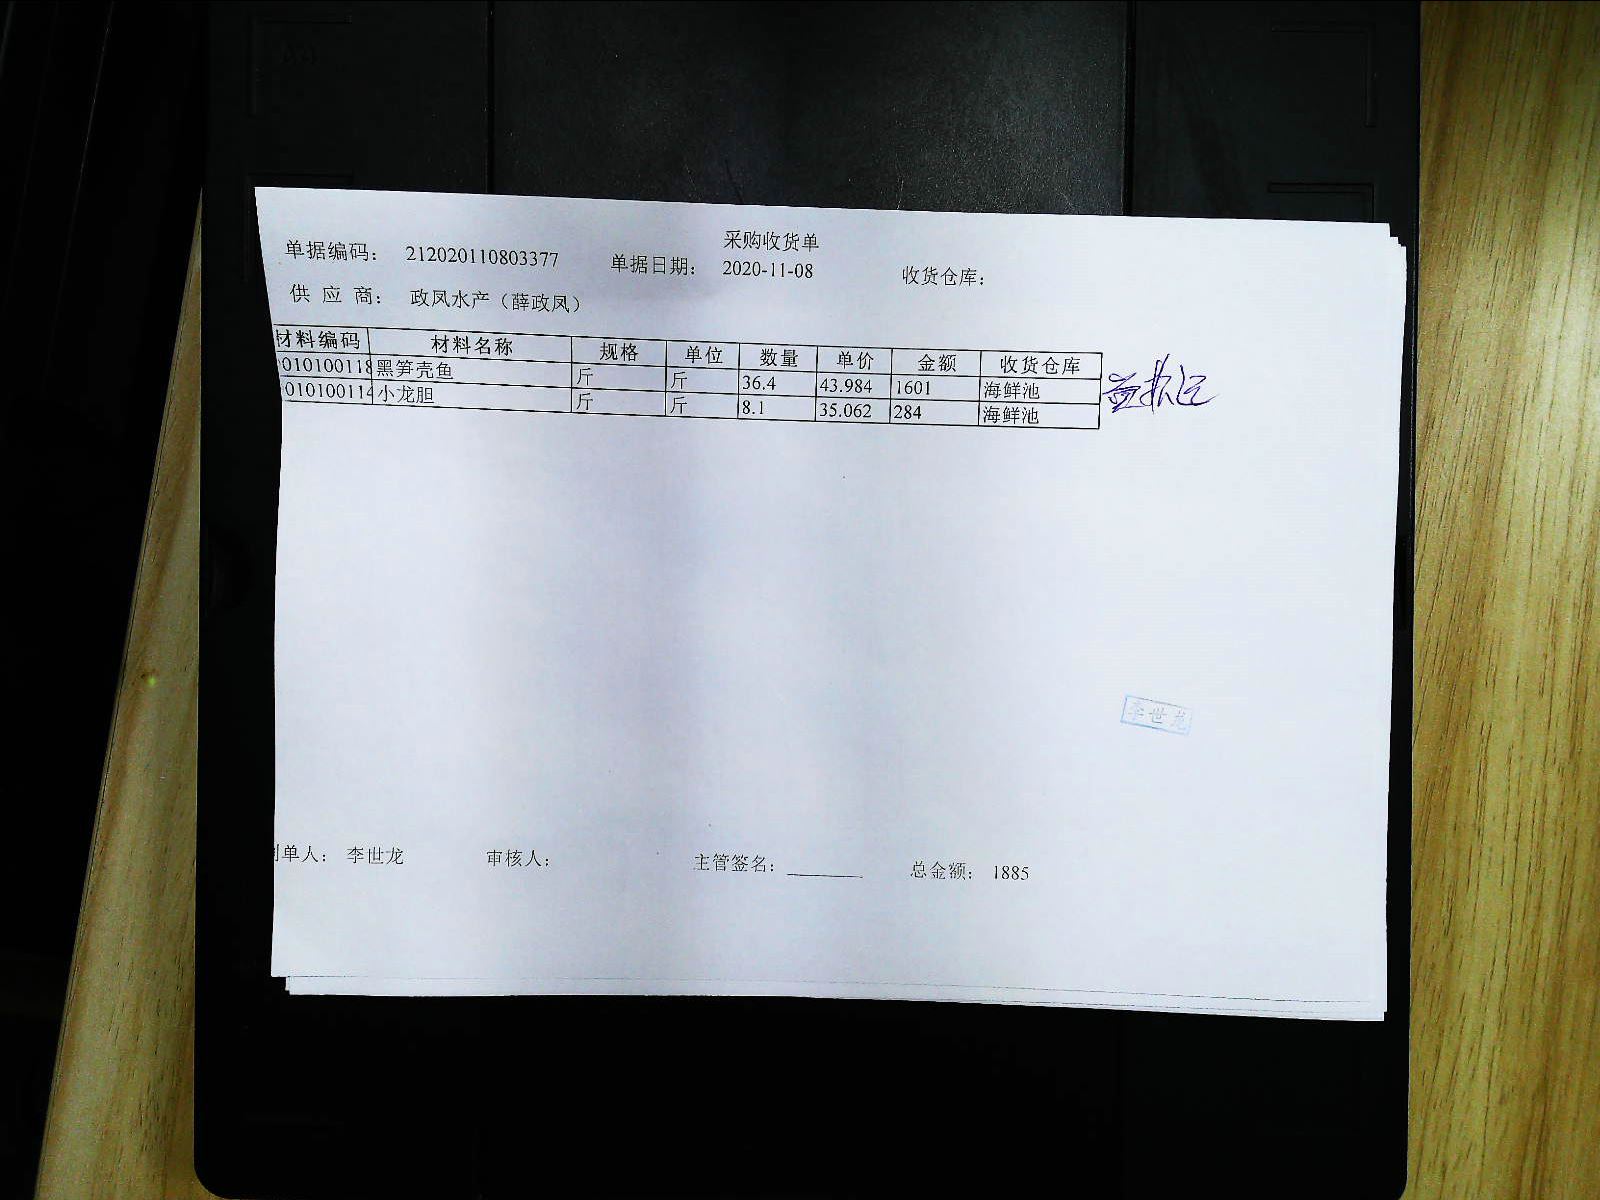 采购收货单
单据编码： 212020110803377 单据日期： 2020-11-08 收货仓库：
供 应 商： 政凤水产（薛政凤）
材料编码 材料名称 规格 单位 数量 单价 金额 收货仓库
010100118 黑笋壳鱼 斤 斤 36.4 43.984 1601 海鲜池
010100114 小龙胆 斤 斤 8.1 35.062 284 海鲜池
李世龙
制单人： 李世龙 审核人： 主管签名： ________ 总金额： 1885